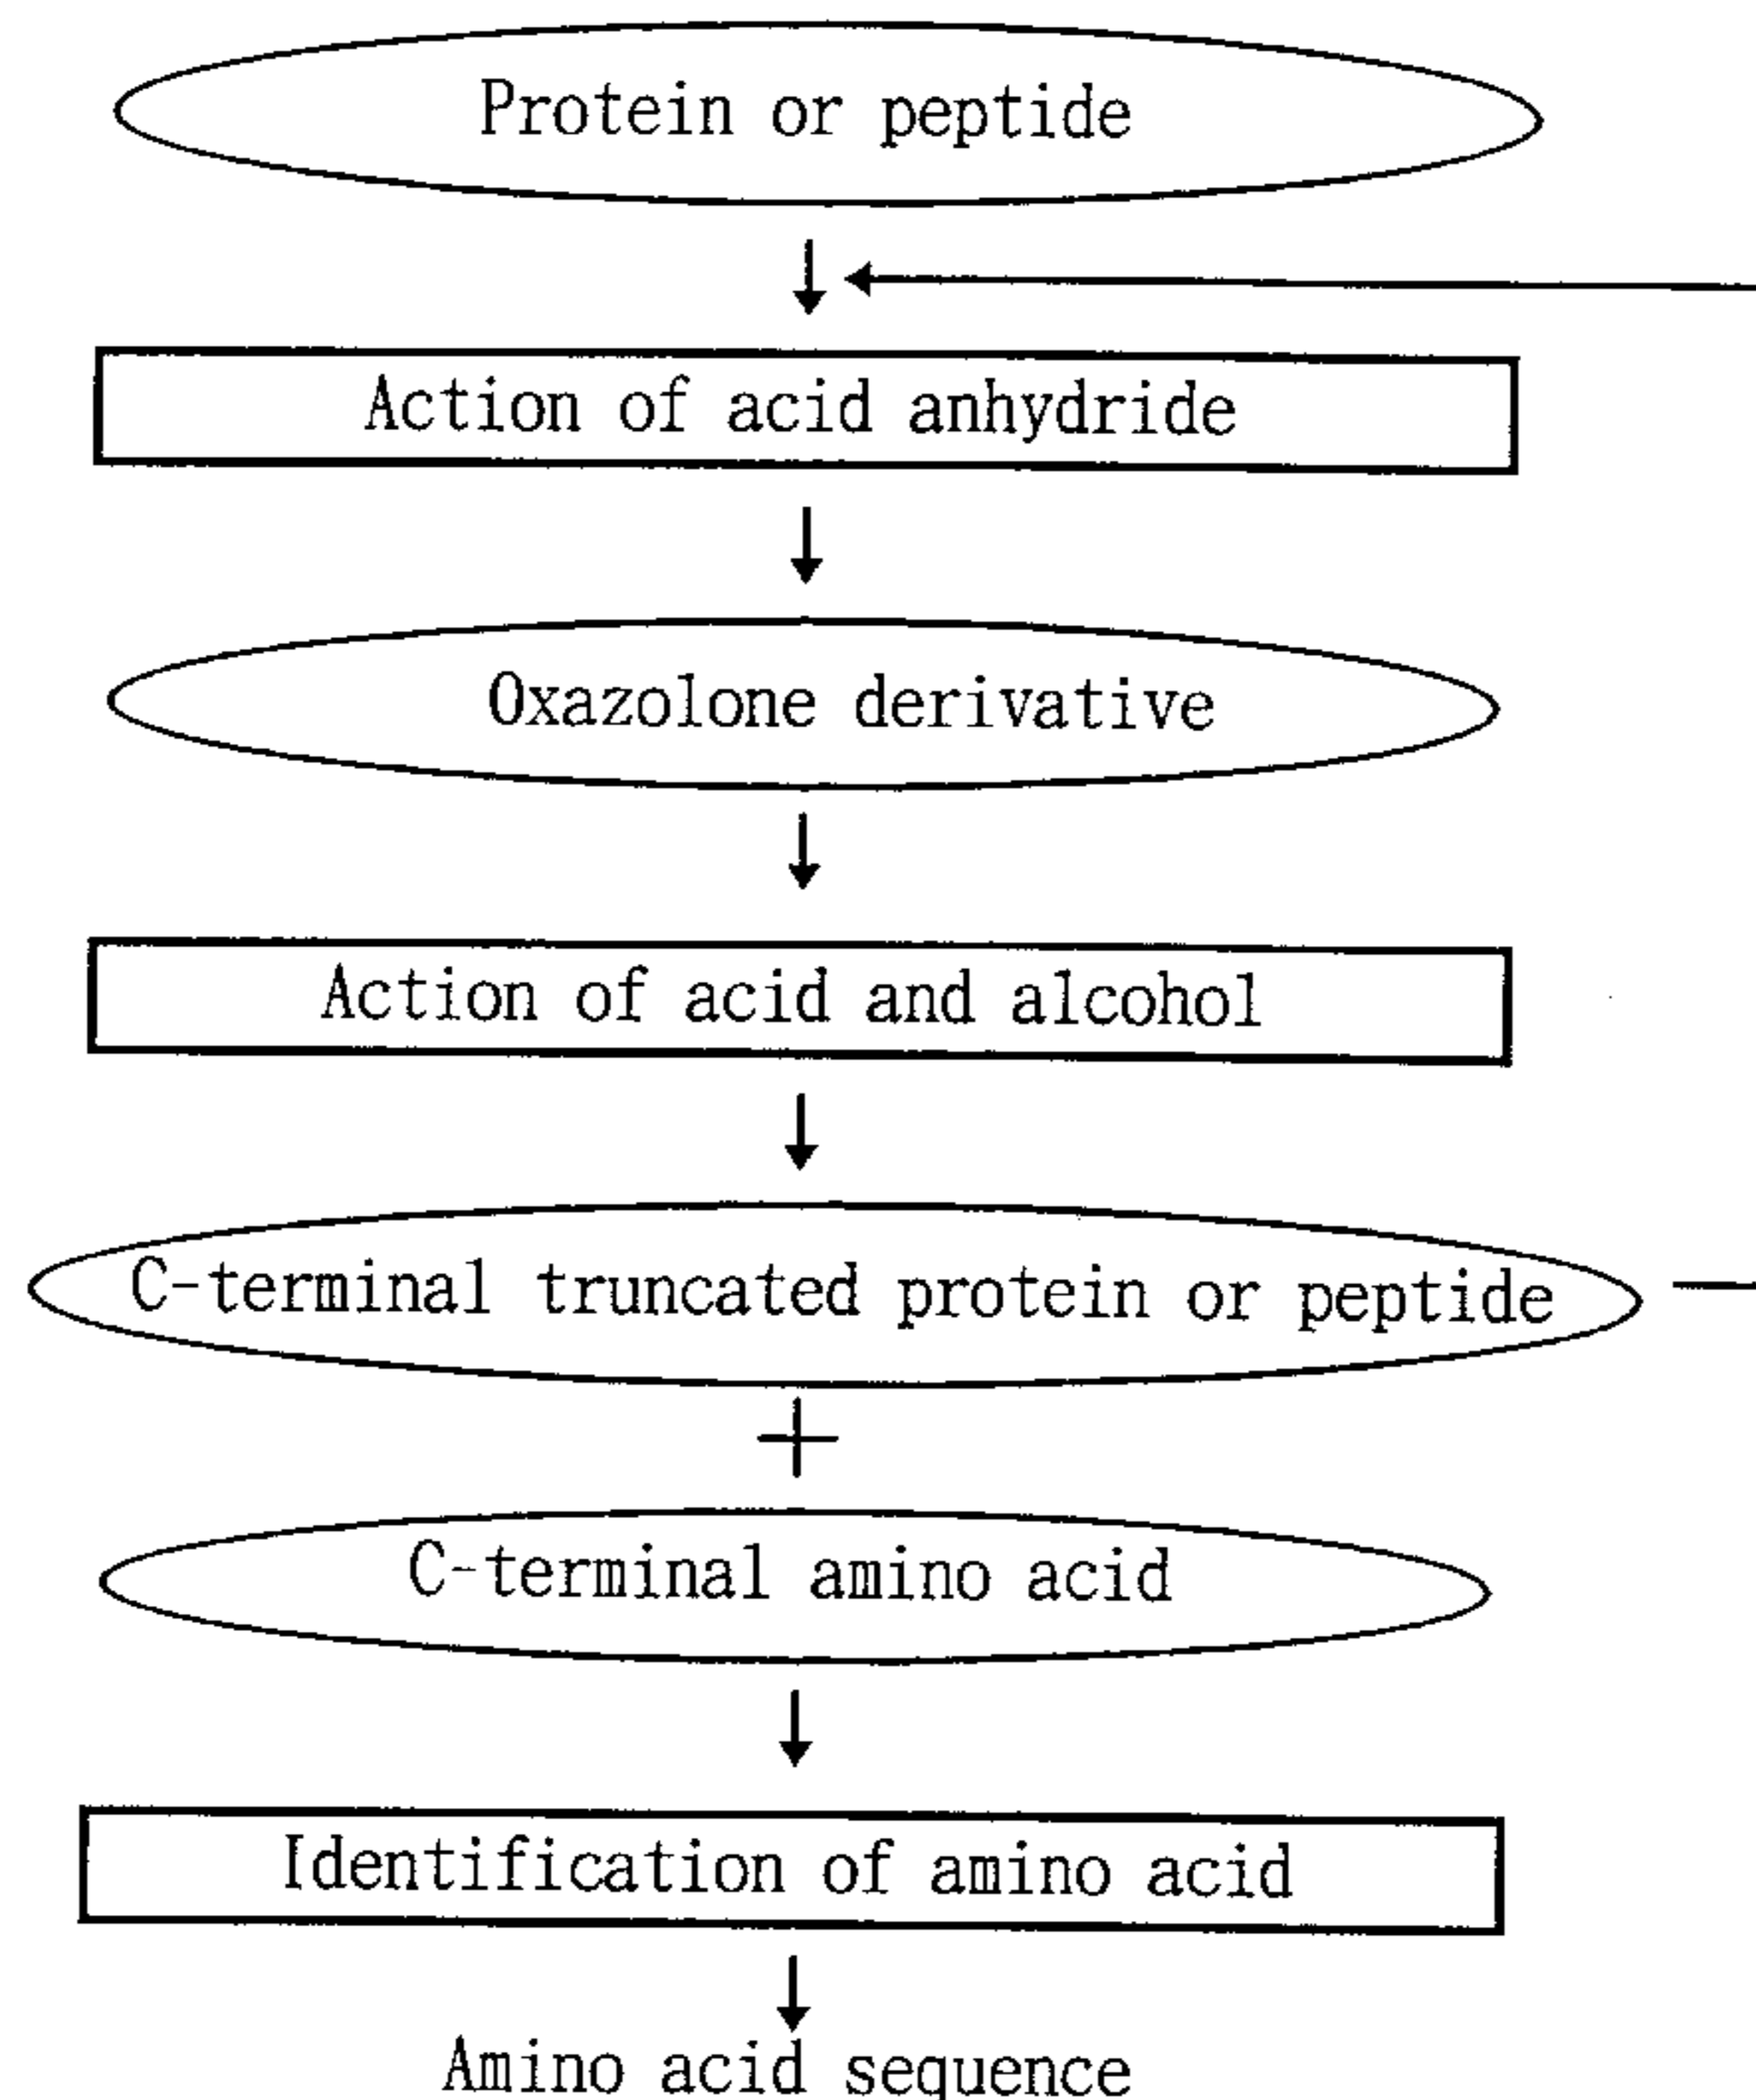 Protein or peptide
Action of acid anhydride
Oxazolone derivative
Action of acid and alcohol
C-terminal truncated protein or peptide
+
C-terminal amino acid
Identification of amino acid
Amino acid sequence